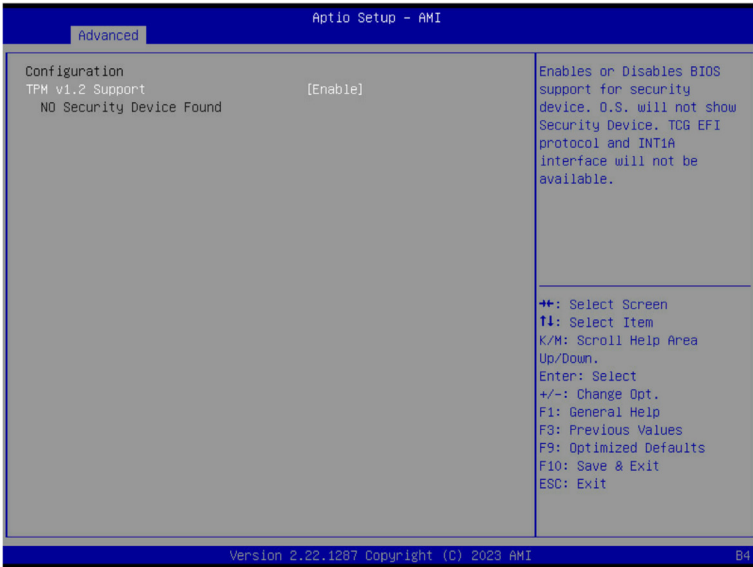 Aptio Setup – AMI
Advanced
Configuration
TPM v1.2 Support [Enable]
NO Security Device Found
Enables or Disables BIOS
support for security
device. O.S. will not show
Security Device. TCG EFI
protocol and INT1A
interface will not be
available.
→←: Select Screen
↑↓: Select Item
K/M: Scroll Help Area
Up/Down.
Enter: Select
+/-: Change Opt.
F1: General Help
F3: Previous Values
F9: Optimized Defaults
F10: Save & Exit
ESC: Exit
Version 2.22.1287 Copyright (C) 2023 AMI
B4